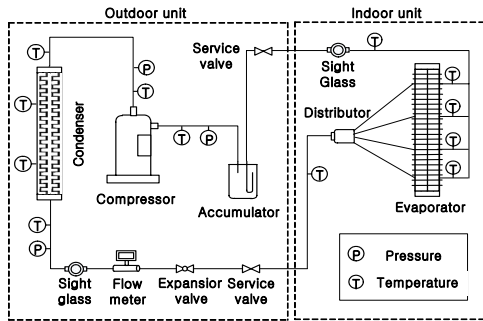 Outdoor unit
Indoor unit
T
P
T
T
T
Condenser
Compressor
T
P
Accumulator
Service
valve
Sight
Glass
T
Distributor
T
T
T
T
T
Evaporator
T
P
Sight
glass
Flow
meter
Expansior
valve
Service
valve
P Pressure
T Temperature